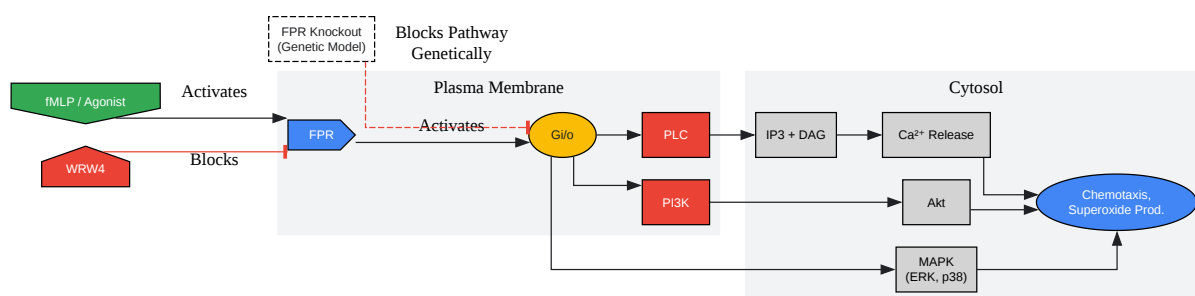 FPR Knockout
(Genetic Model)
Blocks Pathway
Genetically
Plasma Membrane
Cytosol
fMLP / Agonist
Activates
FPR
Activates
Gi/o
PLC
IP3 + DAG
Ca²⁺ Release
WRW4
Blocks
PI3K
Akt
Chemotaxis,
Superoxide Prod.
MAPK
(ERK, p38)